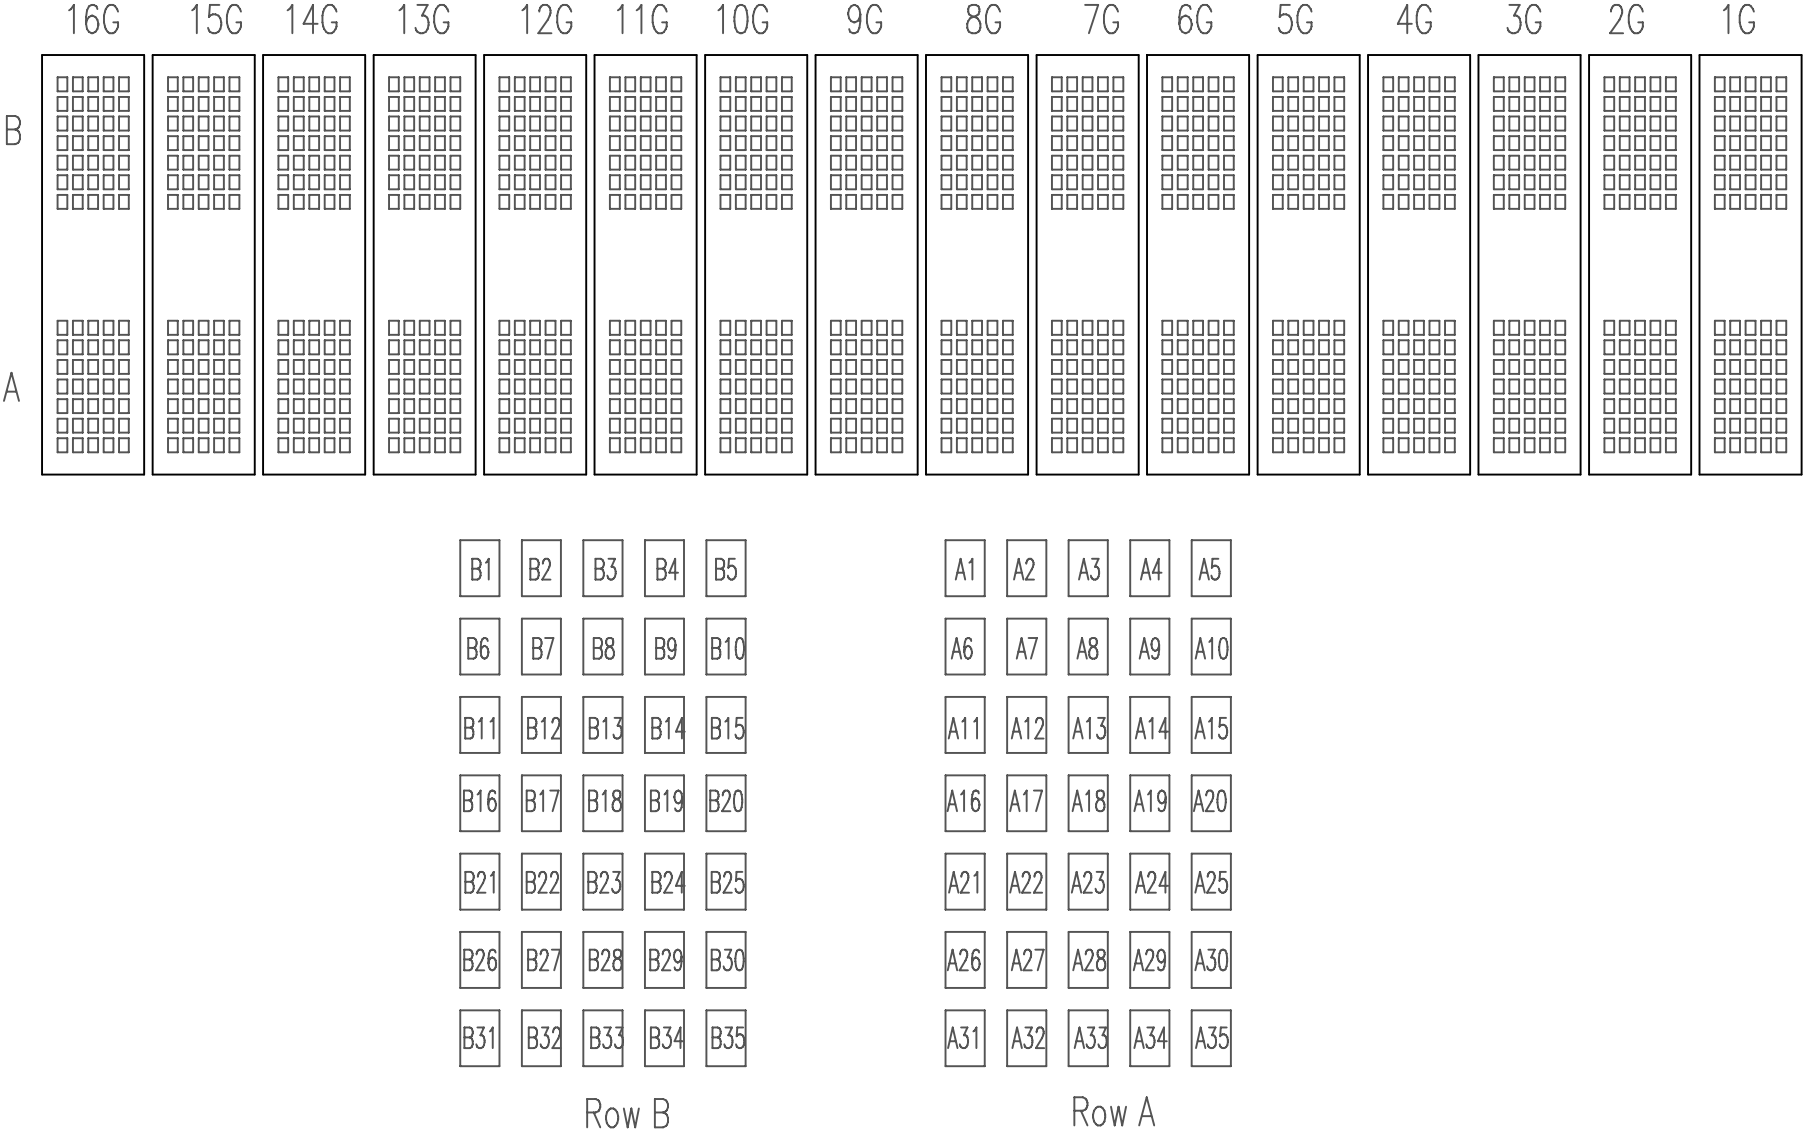 16G 15G 14G 13G 12G 11G 10G 9G 8G 7G 6G 5G 4G 3G 2G 1G
B
A
B1 B2 B3 B4 B5 A1 A2 A3 A4 A5
B6 B7 B8 B9 B10 A6 A7 A8 A9 A10
B11 B12 B13 B14 B15 A11 A12 A13 A14 A15
B16 B17 B18 B19 B20 A16 A17 A18 A19 A20
B21 B22 B23 B24 B25 A21 A22 A23 A24 A25
B26 B27 B28 B29 B30 A26 A27 A28 A29 A30
B31 B32 B33 B34 B35 A31 A32 A33 A34 A35
Row B Row A